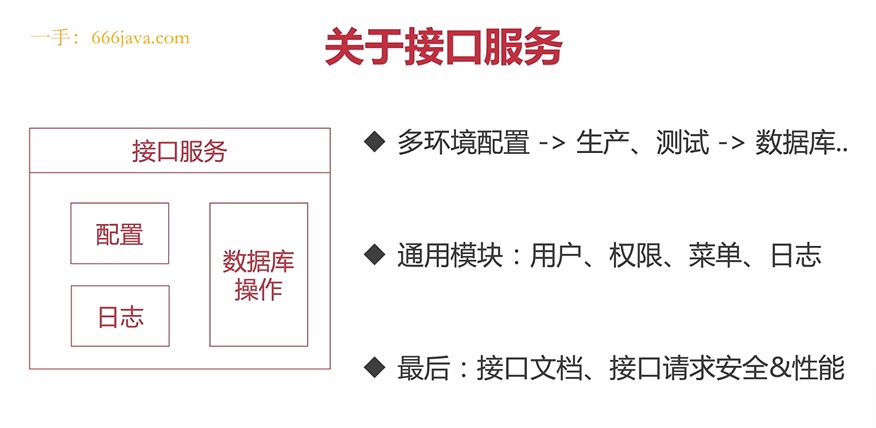 一手：666java.com
关于接口服务
接口服务
配置
日志
数据库
操作
◆ 多环境配置 -> 生产、测试 -> 数据库..
◆ 通用模块：用户、权限、菜单、日志
◆ 最后：接口文档、接口请求安全&性能